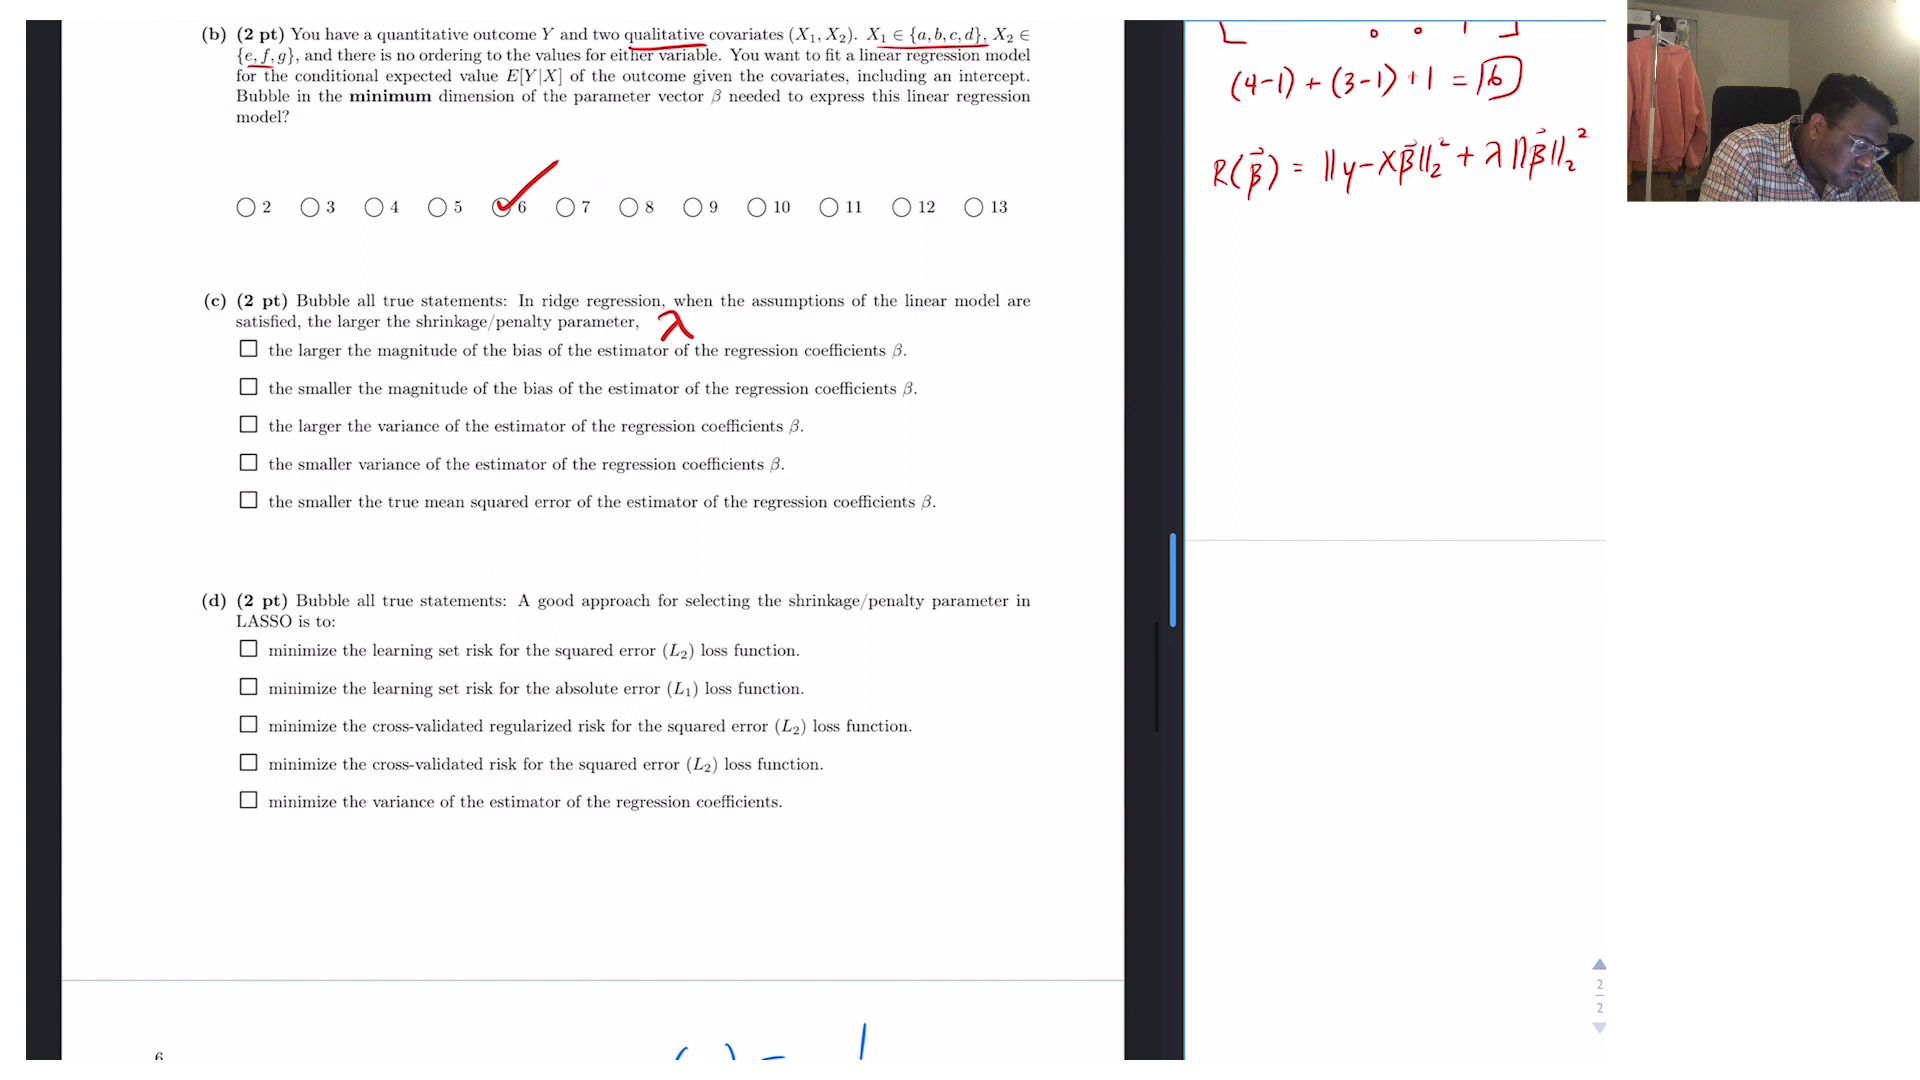 (b) (2 pt) You have a quantitative outcome Y and two qualitative covariates (X₁, X₂). X₁ ∈ {a, b, c, d}, X₂ ∈
{e, f, g}, and there is no ordering to the values for either variable. You want to fit a linear regression model
for the conditional expected value E[Y|X] of the outcome given the covariates, including an intercept.
Bubble in the minimum dimension of the parameter vector β needed to express this linear regression
model?
2 3 4 5 6 7 8 9 10 11 12 13
(c) (2 pt) Bubble all true statements: In ridge regression, when the assumptions of the linear model are
satisfied, the larger the shrinkage/penalty parameter, λ
the larger the magnitude of the bias of the estimator of the regression coefficients β.
the smaller the magnitude of the bias of the estimator of the regression coefficients β.
the larger the variance of the estimator of the regression coefficients β.
the smaller variance of the estimator of the regression coefficients β.
the smaller the true mean squared error of the estimator of the regression coefficients β.
(d) (2 pt) Bubble all true statements: A good approach for selecting the shrinkage/penalty parameter in
LASSO is to:
minimize the learning set risk for the squared error (L₂) loss function.
minimize the learning set risk for the absolute error (L₁) loss function.
minimize the cross-validated regularized risk for the squared error (L₂) loss function.
minimize the cross-validated risk for the squared error (L₂) loss function.
minimize the variance of the estimator of the regression coefficients.
6
(4-1) + (3-1) + 1 = 6
R(β⃗) = ||y - Xβ⃗||₂² + λ ||β⃗||₂²
2
2